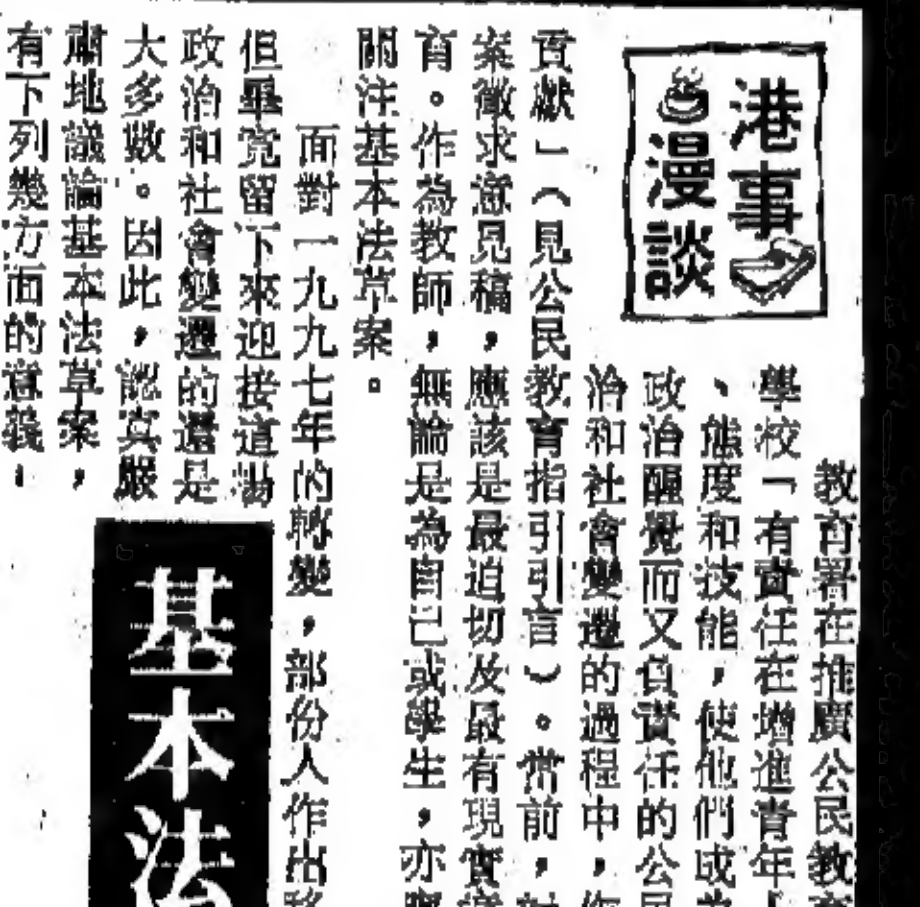 港事
漫談
教育署在推廣公民教
學校「有責任在增進青年
、態度和技能，使他們成
政治醒覺而又負責任的公民
治和社會變遷的過程中，
貢獻」（見公民教育指引引言）。當前，
案徵求意見稿，應該是最迫切及最有現實
育。作為教師，無論是為自己或學生，亦
關注基本法草案。
面對一九九七年的轉變，部份人作出移
但畢竟留下來迎接這場
政治和社會變遷的還是
大多數。因此，認真嚴
肅地議論基本法草案，
有下列幾方面的意義，
基本法